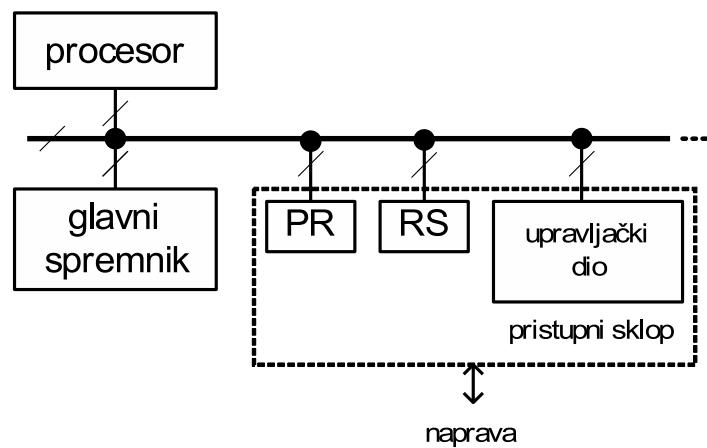 procesor
glavni
spremnik
PR
RS
upravljački
dio
pristupni sklop
naprava